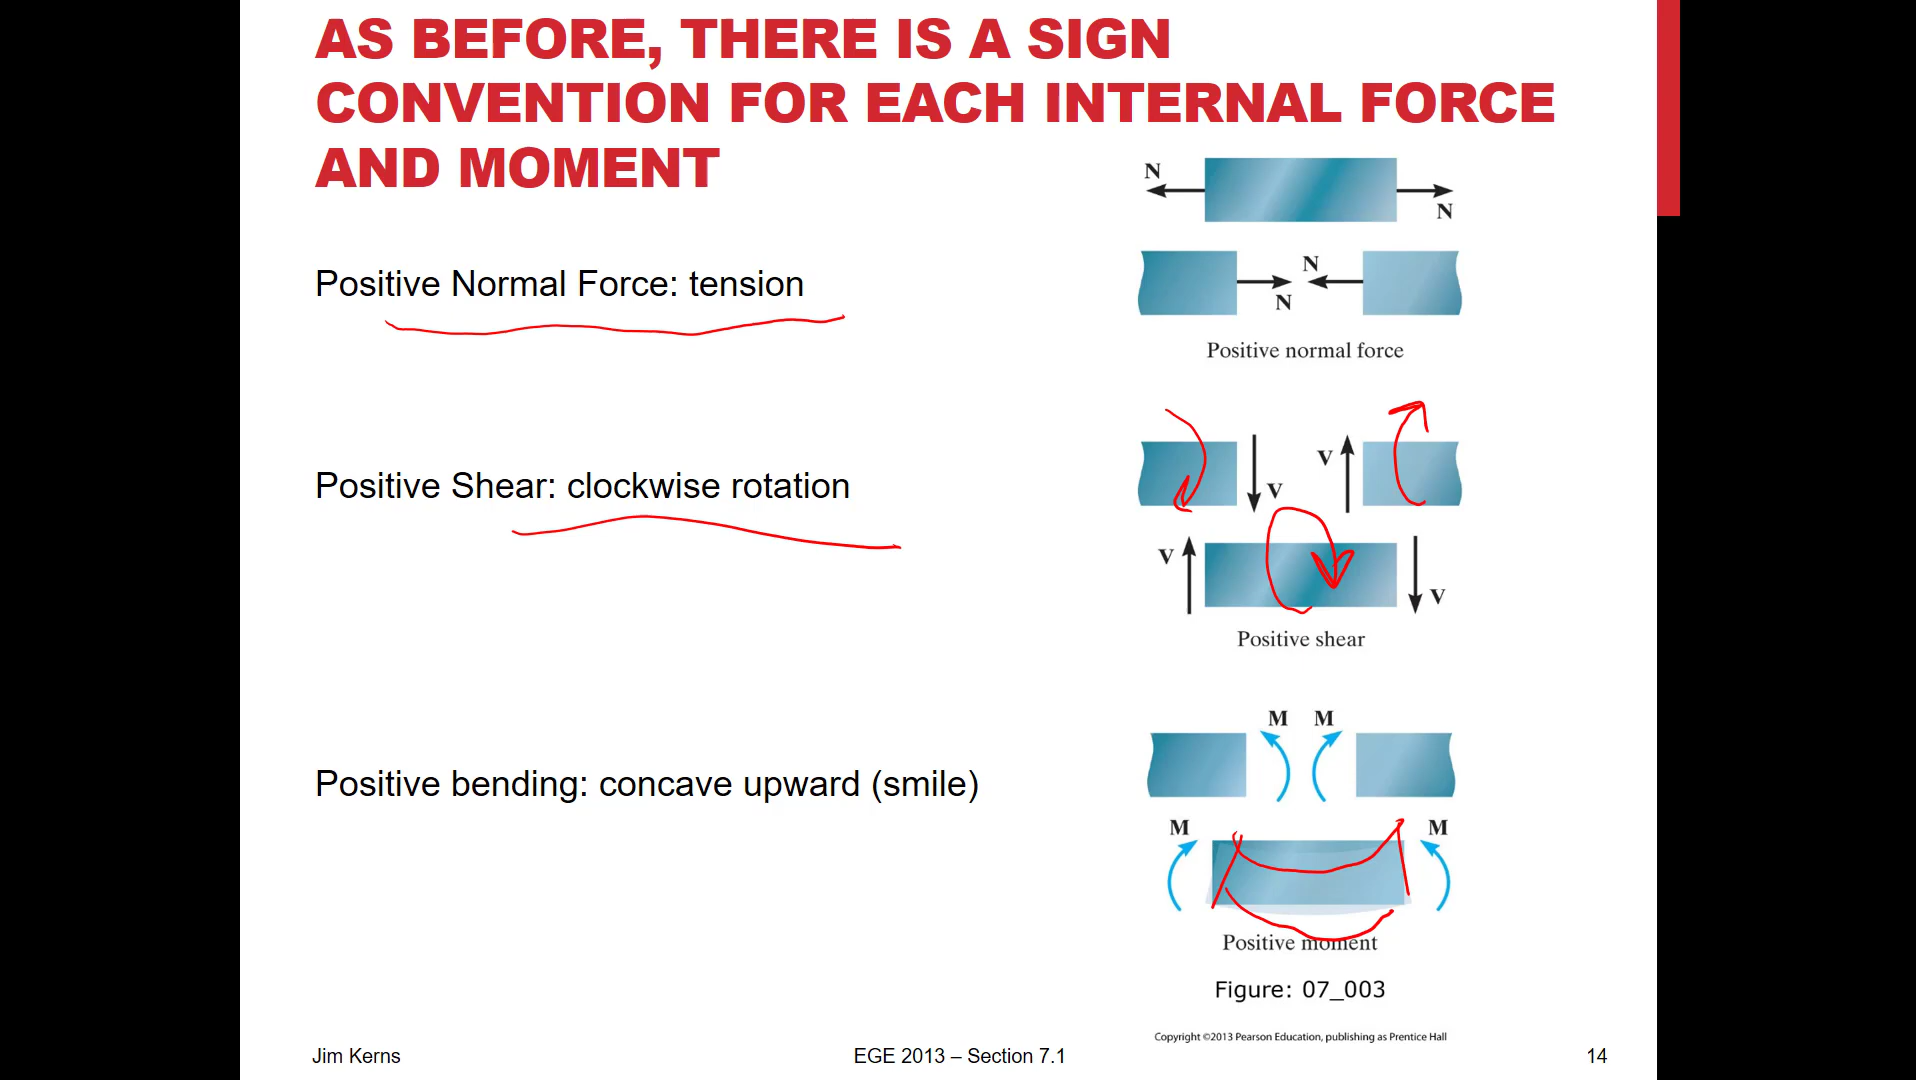 AS BEFORE, THERE IS A SIGN
CONVENTION FOR EACH INTERNAL FORCE
AND MOMENT
Positive Normal Force: tension
Positive Shear: clockwise rotation
Positive bending: concave upward (smile)
N
N
N
N
Positive normal force
V
V
V
V
Positive shear
M M
M M
Positive moment
Figure: 07_003
Copyright ©2013 Pearson Education, publishing as Prentice Hall
Jim Kerns
EGE 2013 – Section 7.1
14